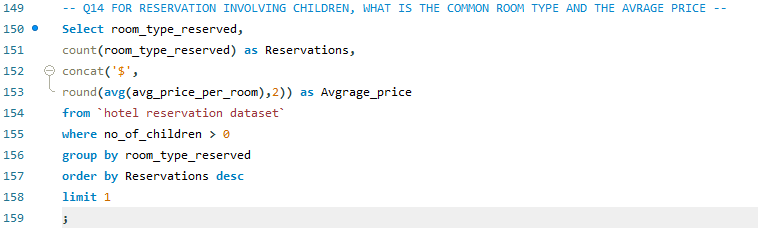 149 -- Q14 FOR RESERVATION INVOLVING CHILDREN, WHAT IS THE COMMON ROOM TYPE AND THE AVRAGE PRICE --
150 Select room_type_reserved,
151 count(room_type_reserved) as Reservations,
152 concat('$',
153 round(avg(avg_price_per_room),2)) as Avgrage_price
154 from `hotel reservation dataset`
155 where no_of_children > 0
156 group by room_type_reserved
157 order by Reservations desc
158 limit 1
159 ;